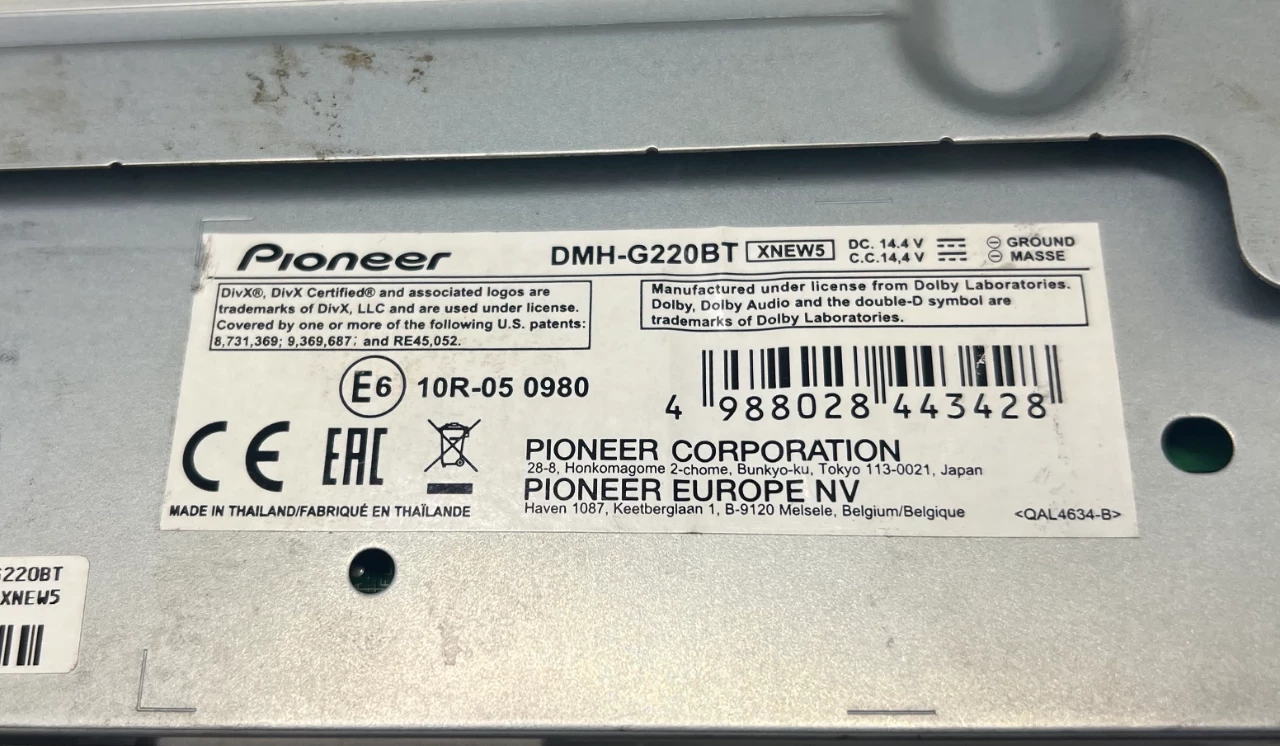 Pioneer
DMH-G220BT XNEW5 DC. 14.4 V GROUND
C.C.14,4 V MASSE
DivX®, DivX Certified® and associated logos are
trademarks of DivX, LLC and are used under license.
Covered by one or more of the following U.S. patents:
8,731,369; 9,369,687; and RE45,052.
Manufactured under license from Dolby Laboratories.
Dolby, Dolby Audio and the double-D symbol are
trademarks of Dolby Laboratories.
E6 10R-05 0980
4 988028 443428
CE EAC
PIONEER CORPORATION
28-8, Honkomagome 2-chome, Bunkyo-ku, Tokyo 113-0021, Japan
PIONEER EUROPE NV
Haven 1087, Keetberglaan 1, B-9120 Melsele, Belgium/Belgique
MADE IN THAILAND/FABRIQUÉ EN THAÏLANDE
<QAL4634-B>
G220BT
XNEW5